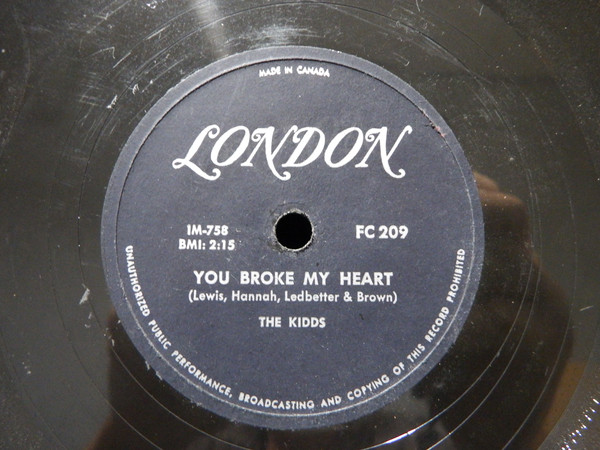 MADE IN CANADA
LONDON
IM-758
BMI: 2:15
FC 209
YOU BROKE MY HEART
(Lewis, Hannah, Ledbetter & Brown)
THE KIDDS
UNAUTHORIZED PUBLIC PERFORMANCE, BROADCASTING AND COPYING OF THIS RECORD PROHIBITED